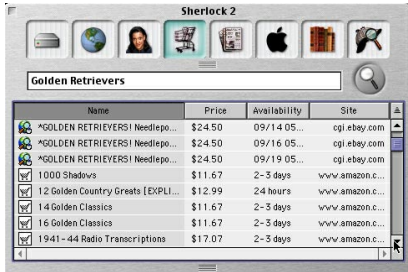 Sherlock 2
Golden Retrievers
Name Price Availability Site
*GOLDEN RETRIEVERS! Needlepo... $24.50 09/14 05... cgi.ebay.com
*GOLDEN RETRIEVERS! Needlepo... $24.50 09/16 05... cgi.ebay.com
*GOLDEN RETRIEVERS! Needlepo... $24.50 09/19 05... cgi.ebay.com
1000 Shadows $11.67 2-3 days www.amazon.c...
12 Golden Country Greats [EXPLI... $12.99 24 hours www.amazon.c...
14 Golden Classics $11.67 2-3 days www.amazon.c...
16 Golden Classics $11.67 2-3 days www.amazon.c...
1941-44 Radio Transcriptions $17.07 2-3 days www.amazon.c...